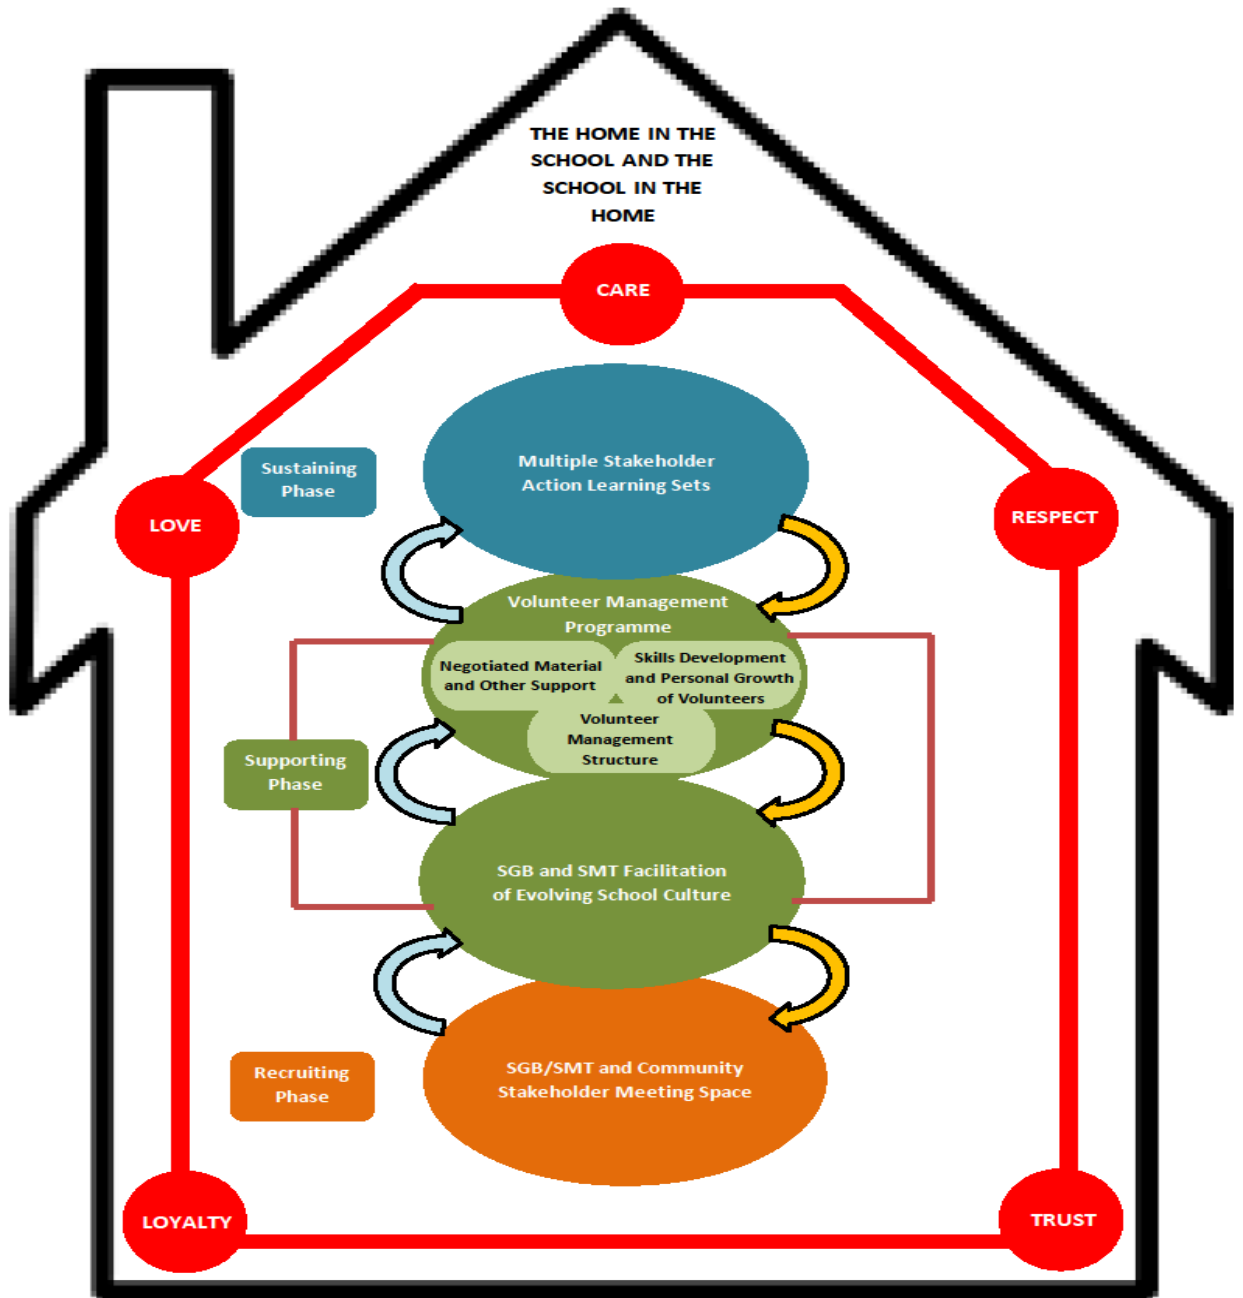 THE HOME IN THE
SCHOOL AND THE
SCHOOL IN THE
HOME
CARE
Multiple Stakeholder
Action Learning Sets
Sustaining
Phase
LOVE
RESPECT
Volunteer Management
Programme
Negotiated Material
and Other Support
Skills Development
and Personal Growth
of Volunteers
Volunteer
Management
Structure
Supporting
Phase
SGB and SMT Facilitation
of Evolving School Culture
Recruiting
Phase
SGB/SMT and Community
Stakeholder Meeting Space
LOYALTY
TRUST